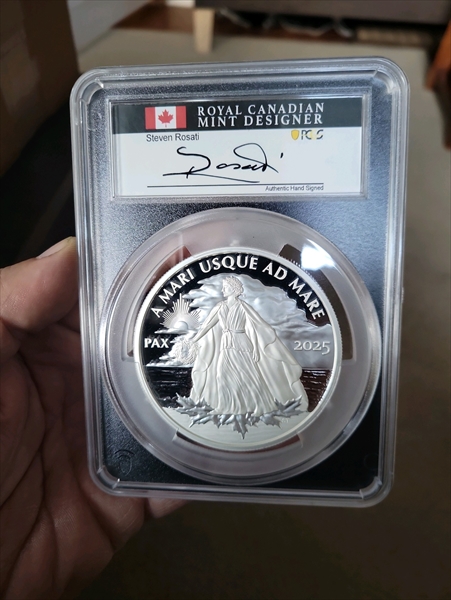 ROYAL CANADIAN
MINT DESIGNER
Steven Rosati
PCGS
Rosati
Authentic Hand Signed
A MARI USQUE AD MARE
PAX
2025